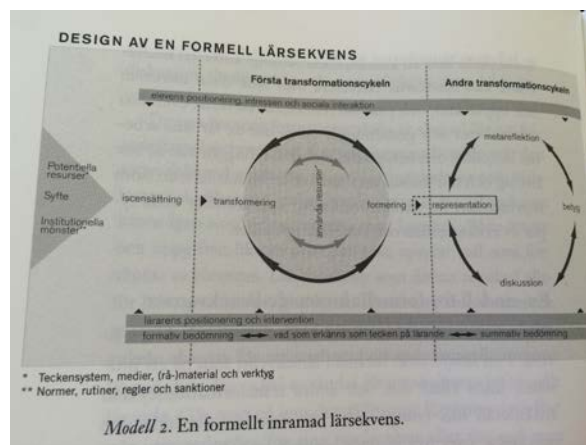 DESIGN AV EN FORMELL LÄRSEKVENS
Första transformationscykeln
Andra transformationscykeln
elevens positionering, intressen och sociala interaktion
Potentiella
resurser*
Syfte
Institutionella
mönster**
iscensättning
transformering
använda resurser*
formering
representation
metareflektion
betyg
diskussion
lärarens positionering och intervention
formativ bedömning
vad som erkänns som tecken på lärande
summativ bedömning
* Teckensystem, medier, (rå-)material och verktyg
** Normer, rutiner, regler och sanktioner
Modell 2. En formellt inramad lärsekvens.